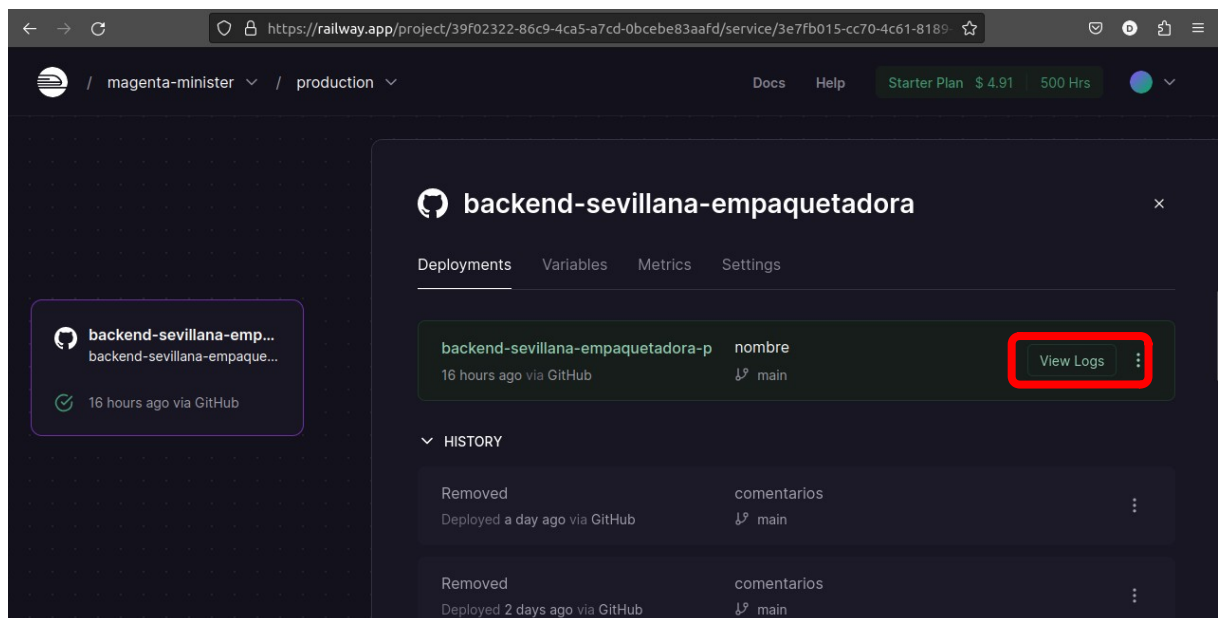 https://railway.app/project/39f02322-86c9-4ca5-a7cd-0bcebe83aafd/service/3e7fb015-cc70-4c61-8189-
D
/ magenta-minister / production
Docs Help Starter Plan $ 4.91 500 Hrs
backend-sevillana-empaquetadora
Deployments Variables Metrics Settings
backend-sevillana-emp...
backend-sevillana-empaque...
16 hours ago via GitHub
backend-sevillana-empaquetadora-p nombre
16 hours ago via GitHub main
View Logs
HISTORY
Removed comentarios
Deployed a day ago via GitHub main
Removed comentarios
Deployed 2 days ago via GitHub main